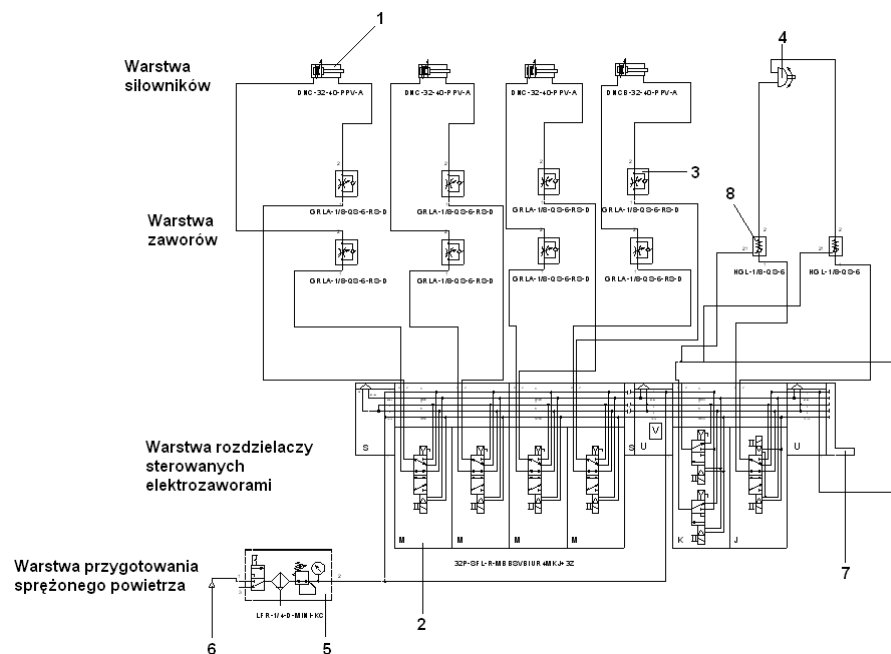 1
4
Warstwa
siłowników
DNC-32-40-PPV-A
DNC-32-40-PPV-A
DNC-32-40-PPV-A
DNCB-32-40-PPV-A
3
8
Warstwa
zaworów
GRLA-1/8-QS-6-RS-D
GRLA-1/8-QS-6-RS-D
GRLA-1/8-QS-6-RS-D
GRLA-1/8-QS-6-RS-D
GRLA-1/8-QS-6-RS-D
GRLA-1/8-QS-6-RS-D
GRLA-1/8-QS-6-RS-D
GRLA-1/8-QS-6-RS-D
HGL-1/8-QS-6
HGL-1/8-QS-6
Warstwa rozdzielaczy
sterowanych
elektrozaworami
S
S
U
V
U
M
M
M
M
K
J
Warstwa przygotowania
sprężonego powietrza
LFR-1/4-D-MINI-KC
2
7
6
5